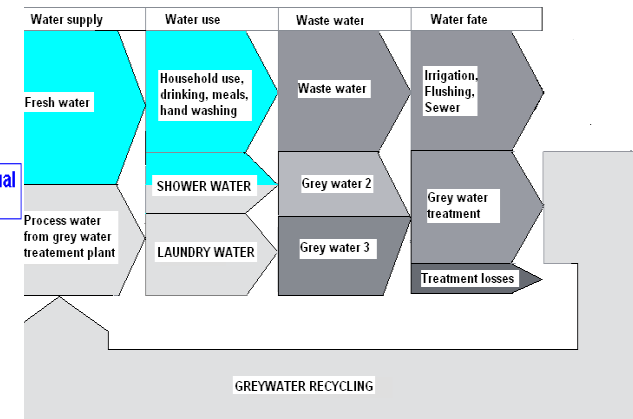 Water supply
Water use
Waste water
Water fate
Fresh water
Household use,
drinking, meals,
hand washing
Waste water
Irrigation,
Flushing,
Sewer
SHOWER WATER
Grey water 2
Grey water
treatment
Process water
from grey water
treatement plant
LAUNDRY WATER
Grey water 3
Treatment losses
GREYWATER RECYCLING